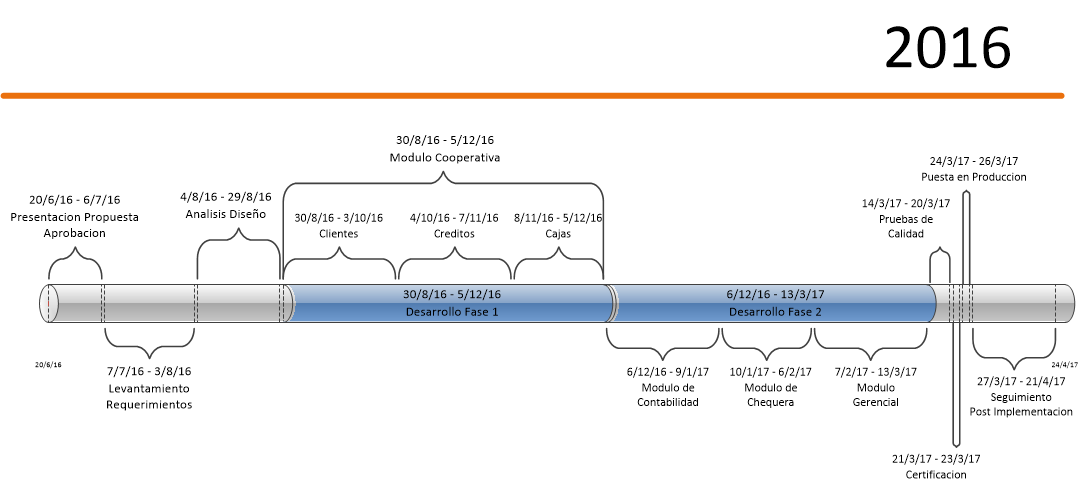 2016
30/8/16 - 5/12/16
Modulo Cooperativa
24/3/17 - 26/3/17
Puesta en Produccion
20/6/16 - 6/7/16
Presentacion Propuesta
Aprobacion
4/8/16 - 29/8/16
Analisis Diseño
30/8/16 - 3/10/16
Clientes
4/10/16 - 7/11/16
Creditos
8/11/16 - 5/12/16
Cajas
14/3/17 - 20/3/17
Pruebas de
Calidad
30/8/16 - 5/12/16
Desarrollo Fase 1
6/12/16 - 13/3/17
Desarrollo Fase 2
20/6/16
24/4/17
7/7/16 - 3/8/16
Levantamiento
Requerimientos
6/12/16 - 9/1/17
Modulo de
Contabilidad
10/1/17 - 6/2/17
Modulo de
Chequera
7/2/17 - 13/3/17
Modulo
Gerencial
27/3/17 - 21/4/17
Seguimiento
Post Implementacion
21/3/17 - 23/3/17
Certificacion